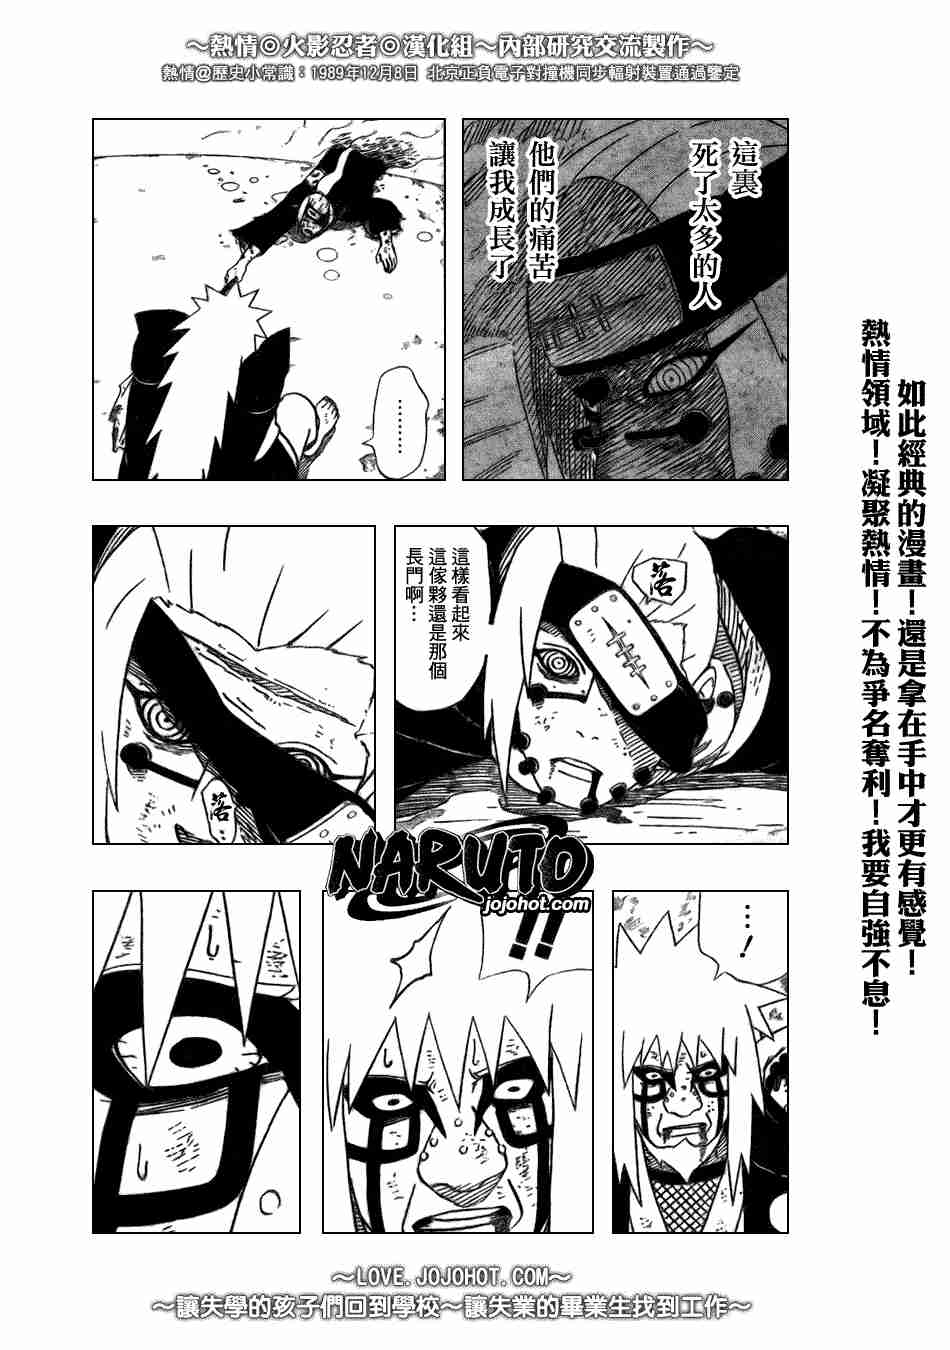 ～熱情◎火影忍者◎漢化組～內部研究交流製作～
熱情@歷史小常識：1989年12月8日 北京正負電子對撞機同步輻射裝置通過鑒定
這裏
死了太多的人
他們的痛苦
讓我成長了
………
這樣看起來
這傢夥還是那個
長門啊…
落
落…
…！
!!
NARUTO
jojohot.com
如此經典的漫畫！還是拿在手中才更有感覺！
熱情領域！凝聚熱情！不為爭名奪利！我要自強不息！
～LOVE.JOJOHOT.COM～
～讓失學的孩子們回到學校～讓失業的畢業生找到工作～